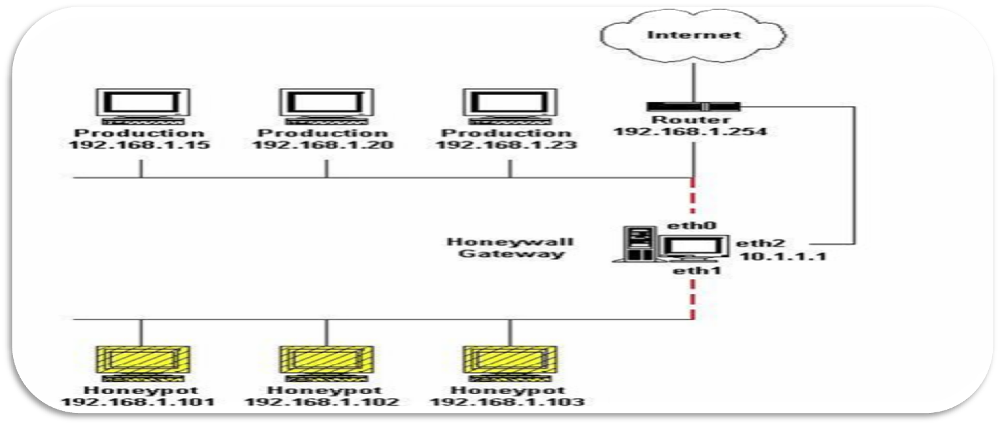 Internet
Production
192.168.1.15
Production
192.168.1.20
Production
192.168.1.23
Router
192.168.1.254
Honeywall
Gateway
eth0
eth2
10.1.1.1
eth1
Honeypot
192.168.1.101
Honeypot
192.168.1.102
Honeypot
192.168.1.103